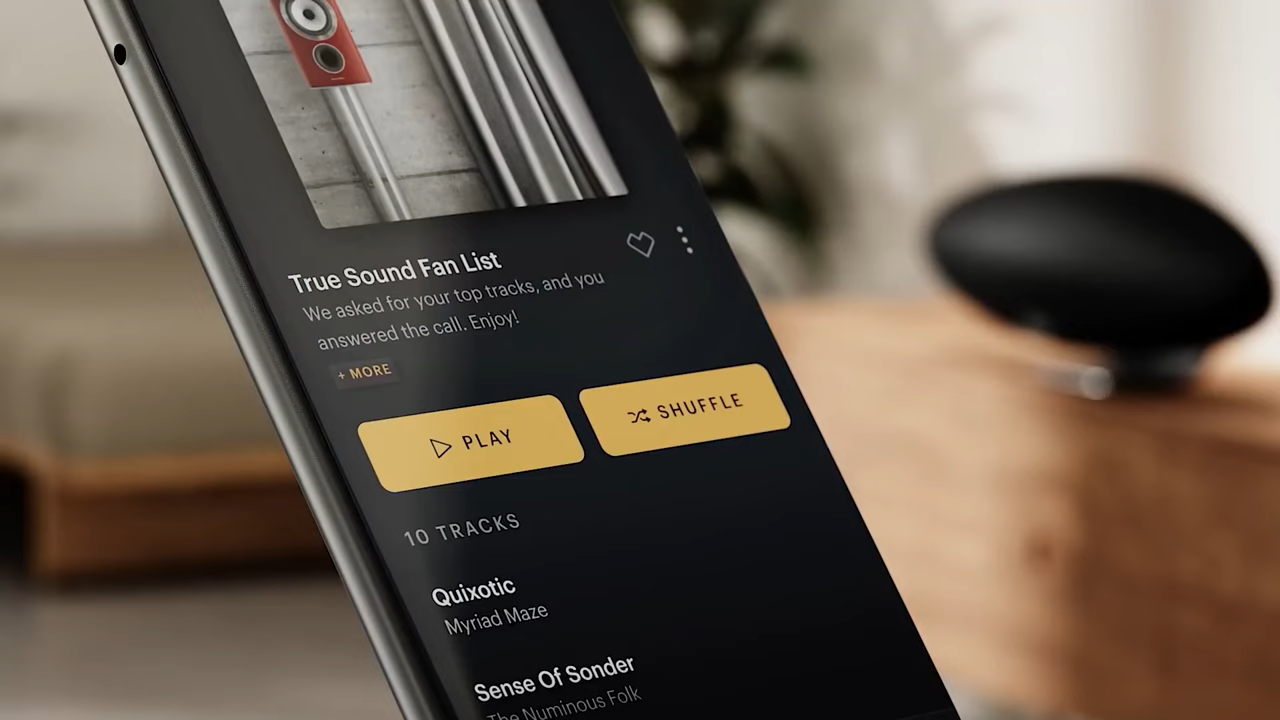 True Sound Fan List
We asked for your top tracks, and you
answered the call. Enjoy!
+ MORE
PLAY
SHUFFLE
10 TRACKS
Quixotic
Myriad Maze
Sense Of Sonder
The Numinous Folk